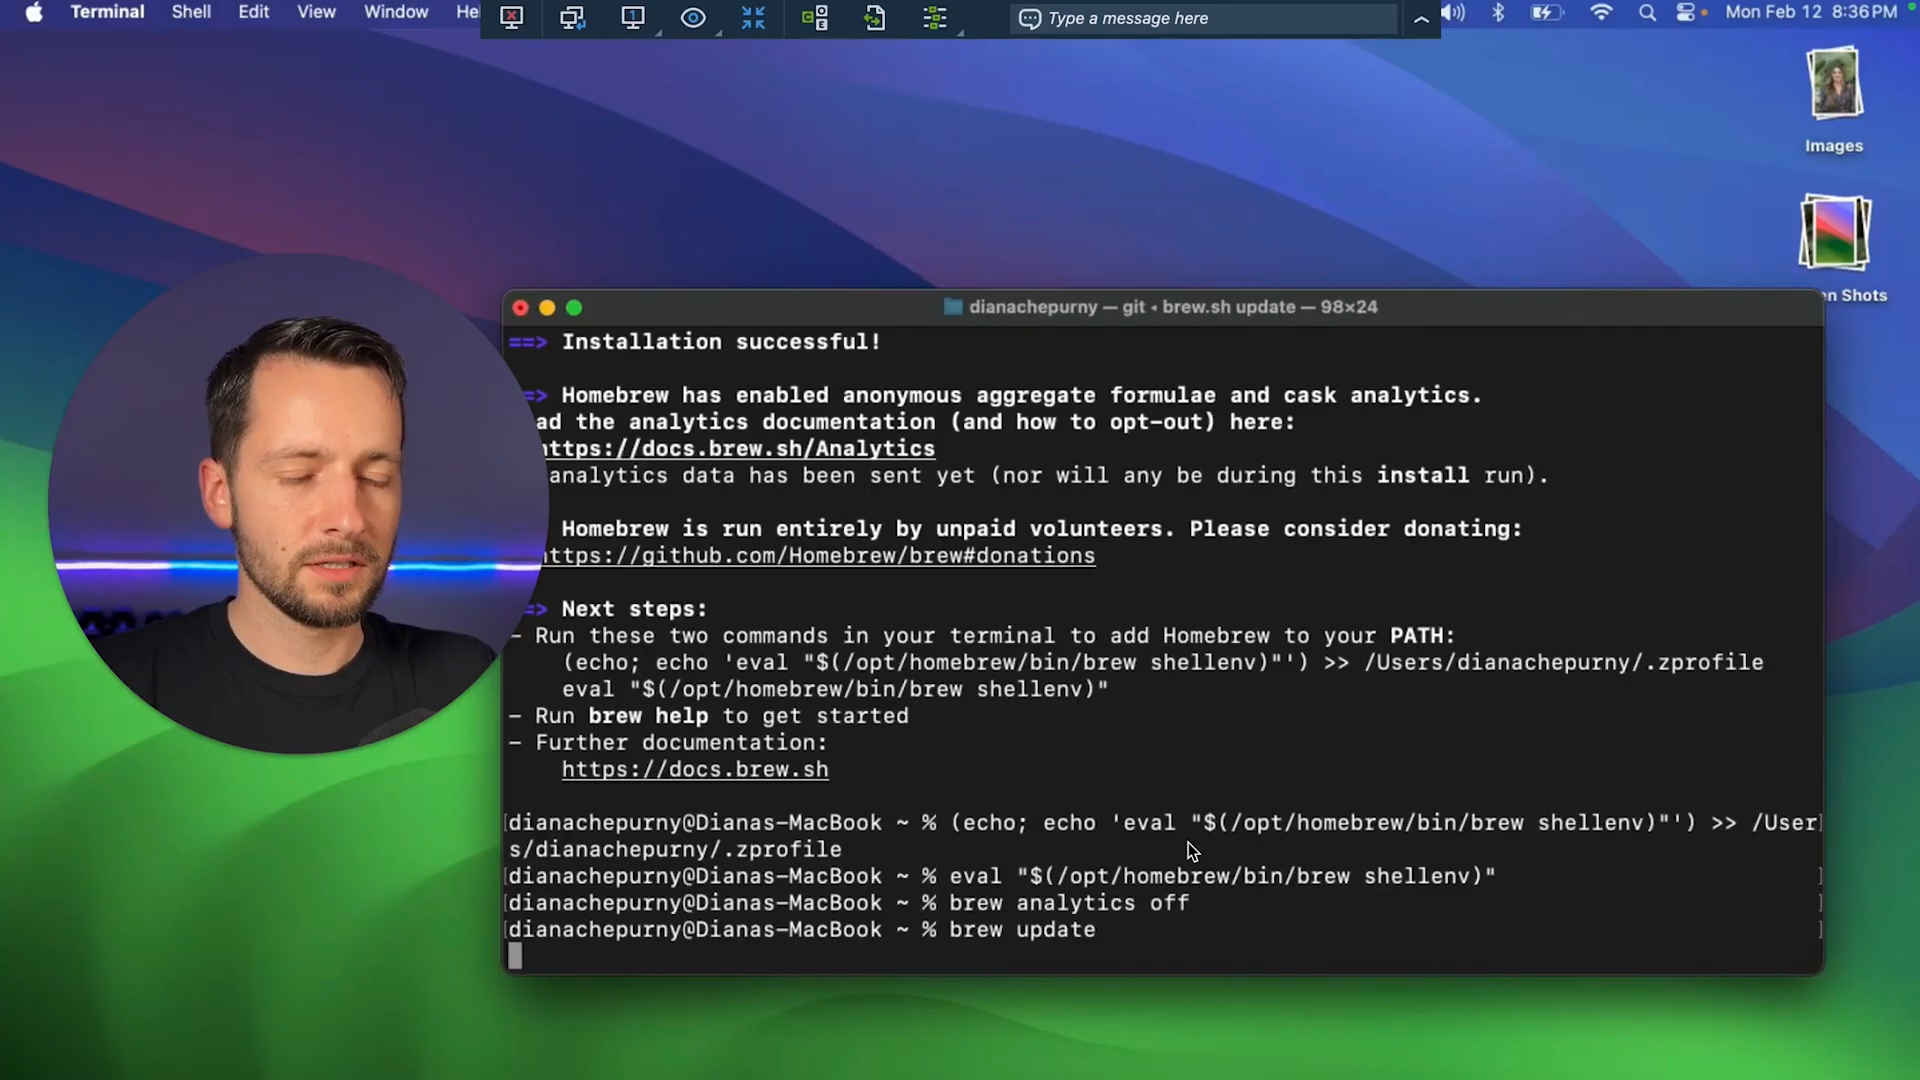 Terminal Shell Edit View Window He
Type a message here
Mon Feb 12 8:36 PM
Images
n Shots
dianachepurny — git ◂ brew.sh update — 98×24
==> Installation successful!
=> Homebrew has enabled anonymous aggregate formulae and cask analytics.
ad the analytics documentation (and how to opt-out) here:
https://docs.brew.sh/Analytics
analytics data has been sent yet (nor will any be during this install run).
Homebrew is run entirely by unpaid volunteers. Please consider donating:
https://github.com/Homebrew/brew#donations
=> Next steps:
- Run these two commands in your terminal to add Homebrew to your PATH:
(echo; echo 'eval "$(/opt/homebrew/bin/brew shellenv)"') >> /Users/dianachepurny/.zprofile
eval "$(/opt/homebrew/bin/brew shellenv)"
- Run brew help to get started
- Further documentation:
https://docs.brew.sh
[dianachepurny@Dianas-MacBook ~ % (echo; echo 'eval "$(/opt/homebrew/bin/brew shellenv)"') >> /User]
s/dianachepurny/.zprofile
[dianachepurny@Dianas-MacBook ~ % eval "$(/opt/homebrew/bin/brew shellenv)" ]
[dianachepurny@Dianas-MacBook ~ % brew analytics off ]
[dianachepurny@Dianas-MacBook ~ % brew update ]